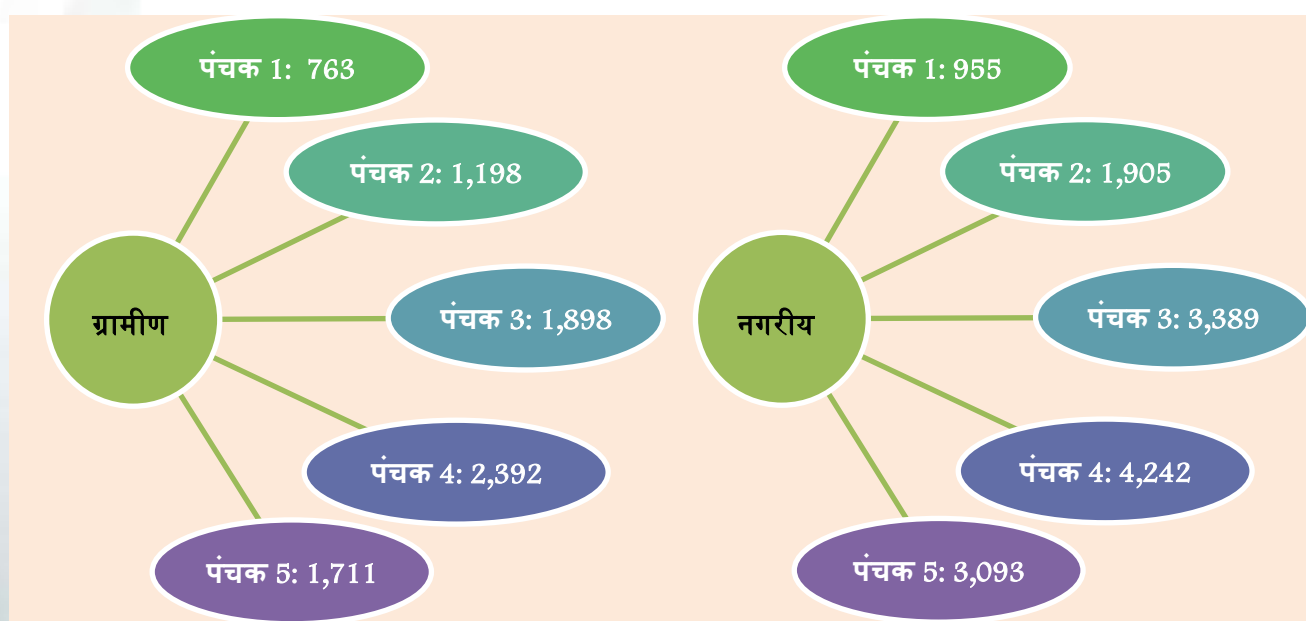 पंचक 1: 763
पंचक 2: 1,198
ग्रामीण
पंचक 3: 1,898
पंचक 4: 2,392
पंचक 5: 1,711
पंचक 1: 955
पंचक 2: 1,905
नगरीय
पंचक 3: 3,389
पंचक 4: 4,242
पंचक 5: 3,093